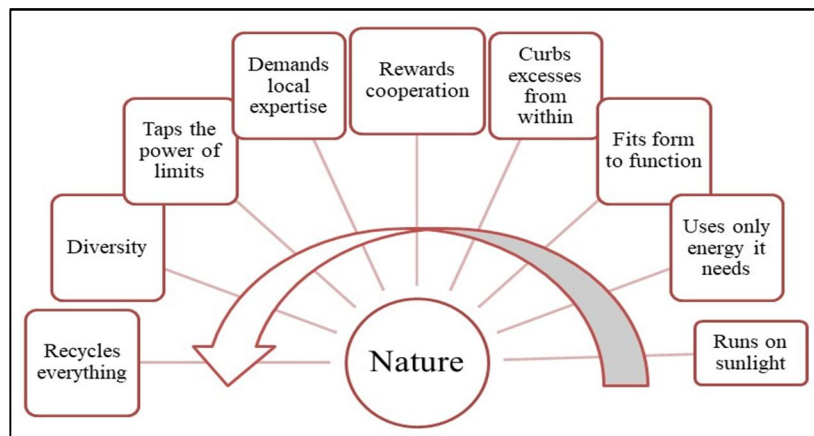 Recycles
everything
Diversity
Taps the
power of
limits
Demands
local
expertise
Rewards
cooperation
Curbs
excesses
from
within
Fits form
to function
Uses only
energy it
needs
Runs on
sunlight
Nature